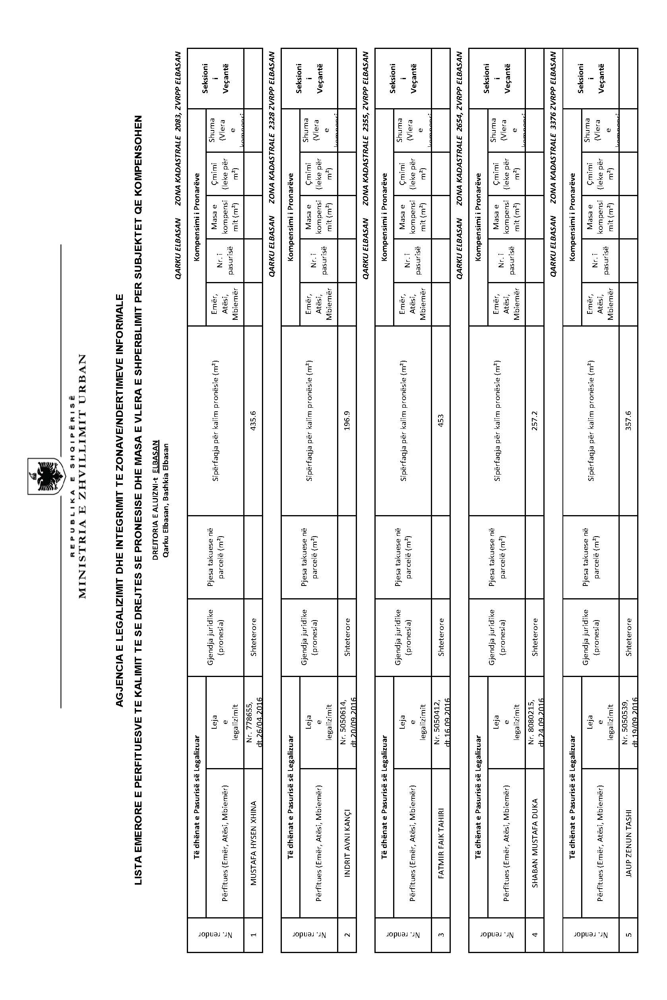 REPUBLIKA E SHQIPËRISË
MINISTRIA E ZHVILLIMIT URBAN
AGJENCIA E LEGALIZIMIT DHE INTEGRIMIT TE ZONAVE/NDERTIMEVE INFORMALE
LISTA EMERORE E PERFITUESVE TE KALIMIT TE SE DREJTES SE PRONESISE DHE MASA E VLERA E SHPERBLIMIT PER SUBJEKTET QE KOMPENSOHEN
DREJTORIA E ALUIZNI-t ELBASAN
Qarku Elbasan, Bashkia Elbasan
QARKU ELBASAN ZONA KADASTRALE 2083, ZVRPP ELBASAN
Nr. rendor
Të dhënat e Pasurisë së Legalizuar
Përfitues (Emër, Atësi, Mbiemër)
Leja
e
legalizimit
Gjendja juridike
(pronesia)
Pjesa takuese në
parcelë (m²)
Sipërfaqja për kalim pronësie (m²)
Kompensimi i Pronarëve
Emër,
Atësi,
Mbiemër
Nr. i
pasurisë
Masa e
kompensi
mit (m²)
Çmimi
(leke për
m²)
Shuma
(Vlera
e
kompensi
Seksioni
i
Veçantë
1
MUSTAFA HYSEN XHINA
Nr. 778655,
dt.26/04.2016
Shteterore
435.6
QARKU ELBASAN ZONA KADASTRALE 2328 ZVRPP ELBASAN
Nr. rendor
Të dhënat e Pasurisë së Legalizuar
Përfitues (Emër, Atësi, Mbiemër)
Leja
e
legalizimit
Gjendja juridike
(pronesia)
Pjesa takuese në
parcelë (m²)
Sipërfaqja për kalim pronësie (m²)
Kompensimi i Pronarëve
Emër,
Atësi,
Mbiemër
Nr. i
pasurisë
Masa e
kompensi
mit (m²)
Çmimi
(leke për
m²)
Shuma
(Vlera
e
kompensi
Seksioni
i
Veçantë
2
INDRIT AVNI KANÇI
Nr. 5050614,
dt.20/09.2016
Shteterore
196.9
QARKU ELBASAN ZONA KADASTRALE 2355, ZVRPP ELBASAN
Nr. rendor
Të dhënat e Pasurisë së Legalizuar
Përfitues (Emër, Atësi, Mbiemër)
Leja
e
legalizimit
Gjendja juridike
(pronesia)
Pjesa takuese në
parcelë (m²)
Sipërfaqja për kalim pronësie (m²)
Kompensimi i Pronarëve
Emër,
Atësi,
Mbiemër
Nr. i
pasurisë
Masa e
kompensi
mit (m²)
Çmimi
(leke për
m²)
Shuma
(Vlera
e
kompensi
Seksioni
i
Veçantë
3
FATMIR FAIK TAHIRI
Nr. 5050412,
dt.16.09.2016
Shteterore
453
QARKU ELBASAN ZONA KADASTRALE 2654, ZVRPP ELBASAN
Nr. rendor
Të dhënat e Pasurisë së Legalizuar
Përfitues (Emër, Atësi, Mbiemër)
Leja
e
legalizimit
Gjendja juridike
(pronesia)
Pjesa takuese në
parcelë (m²)
Sipërfaqja për kalim pronësie (m²)
Kompensimi i Pronarëve
Emër,
Atësi,
Mbiemër
Nr. i
pasurisë
Masa e
kompensi
mit (m²)
Çmimi
(leke për
m²)
Shuma
(Vlera
e
kompensi
Seksioni
i
Veçantë
4
SHABAN MUSTAFA DUKA
Nr. 8080215,
dt.24.09.2016
Shteterore
257.2
QARKU ELBASAN ZONA KADASTRALE 3376 ZVRPP ELBASAN
Nr. rendor
Të dhënat e Pasurisë së Legalizuar
Përfitues (Emër, Atësi, Mbiemër)
Leja
e
legalizimit
Gjendja juridike
(pronesia)
Pjesa takuese në
parcelë (m²)
Sipërfaqja për kalim pronësie (m²)
Kompensimi i Pronarëve
Emër,
Atësi,
Mbiemër
Nr. i
pasurisë
Masa e
kompensi
mit (m²)
Çmimi
(leke për
m²)
Shuma
(Vlera
e
kompensi
Seksioni
i
Veçantë
5
JAUP ZENUN TASHI
Nr. 5050539,
dt.19/09.2016
Shteterore
357.6